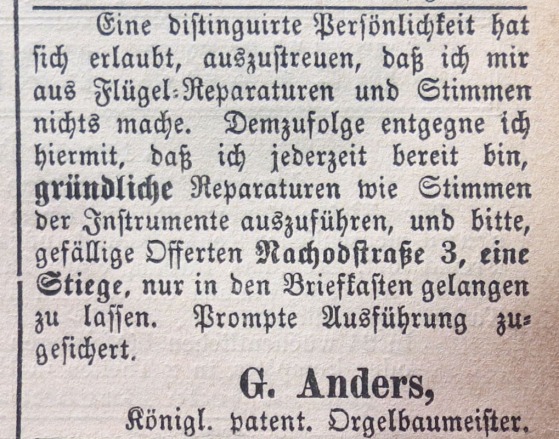 Eine distinguirte Persönlichkeit hat
sich erlaubt, auszustreuen, daß ich mir
aus Flügel-Reparaturen und Stimmen
nichts mache. Demzufolge entgegne ich
hiermit, daß ich jederzeit bereit bin,
gründliche Reparaturen wie Stimmen
der Instrumente auszuführen, und bitte,
gefällige Offerten Nachodstraße 3, eine
Stiege, nur in den Briefkasten gelangen
zu lassen. Prompte Ausführung zu-
gesichert.
G. Anders,
Königl. patent. Orgelbaumeister.